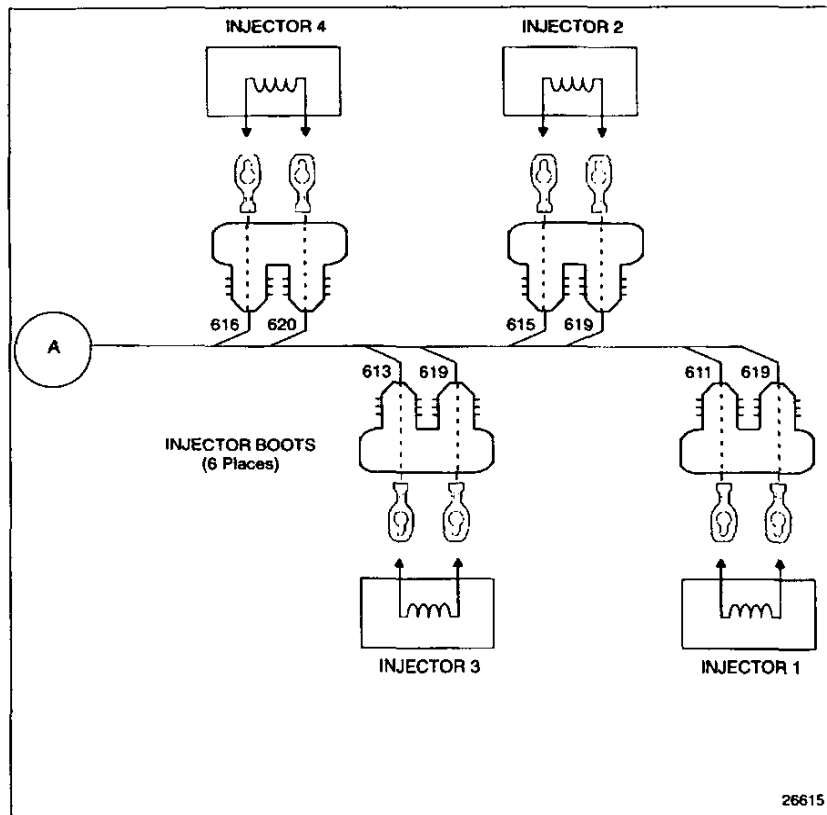 INJECTOR 4
INJECTOR 2
616
620
615
619
A
613
619
611
619
INJECTOR BOOTS
(6 Places)
INJECTOR 3
INJECTOR 1
26615